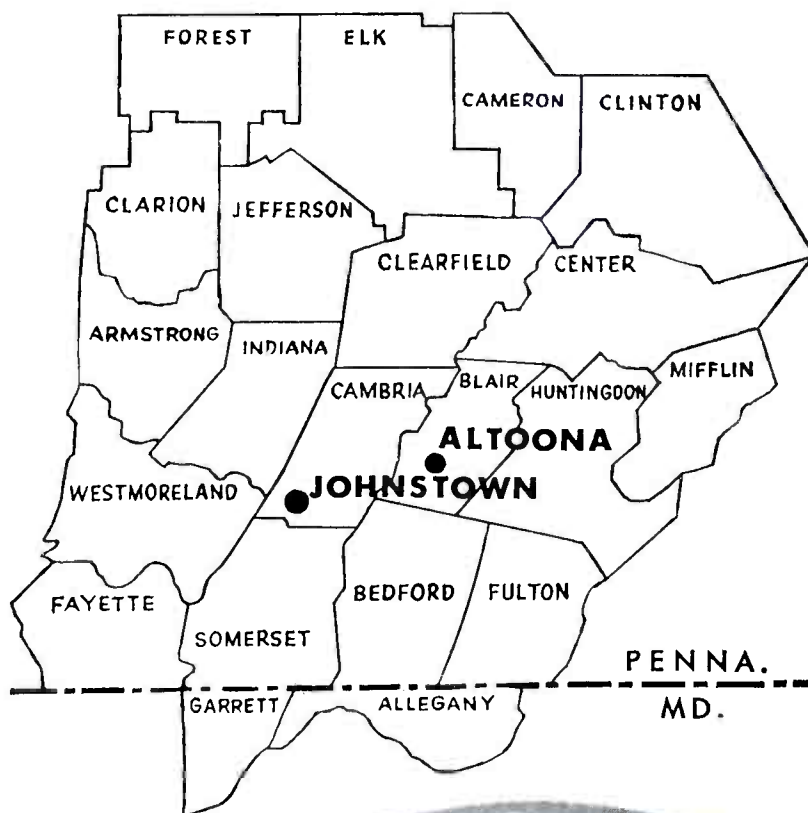 FOREST
ELK
CAMERON
CLINTON
CLARION
JEFFERSON
CLEARFIELD
CENTER
ARMSTRONG
INDIANA
CAMBRIA
BLAIR
HUNTINGDON
MIFFLIN
ALTOONA
WESTMORELAND
JOHNSTOWN
FAYETTE
SOMERSET
BEDFORD
FULTON
PENNA.
GARRETT
ALLEGANY
MD.